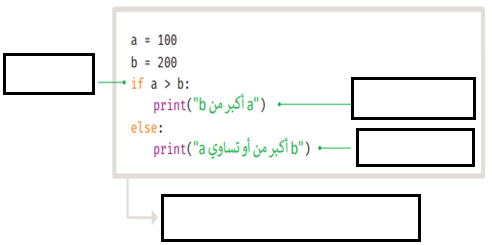 a = 100
b = 200
if a > b:
print("a أكبر من b")
else:
print("b أكبر من أو تساوي a")